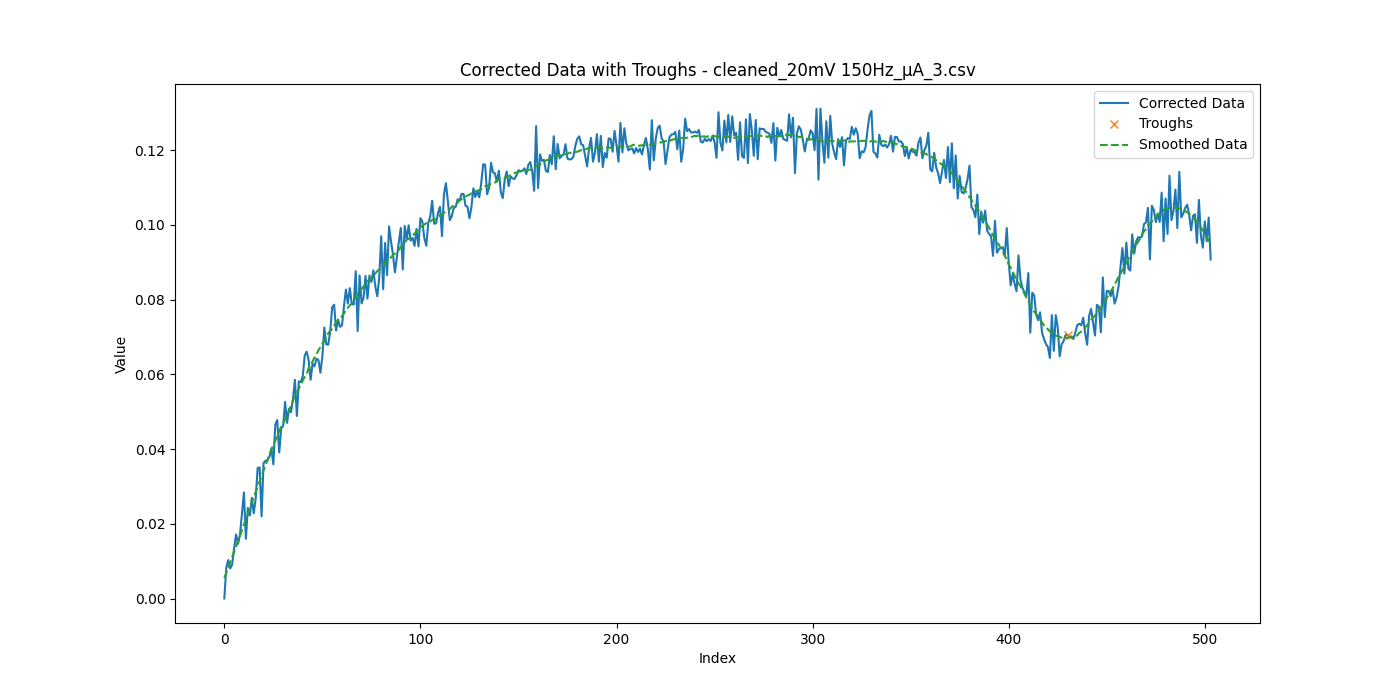 Corrected Data with Troughs - cleaned_20mV 150Hz_µA_3.csv
Corrected Data
Troughs
Smoothed Data
Value
0.12
0.10
0.08
0.06
0.04
0.02
0.00
0
100
200
300
400
500
Index